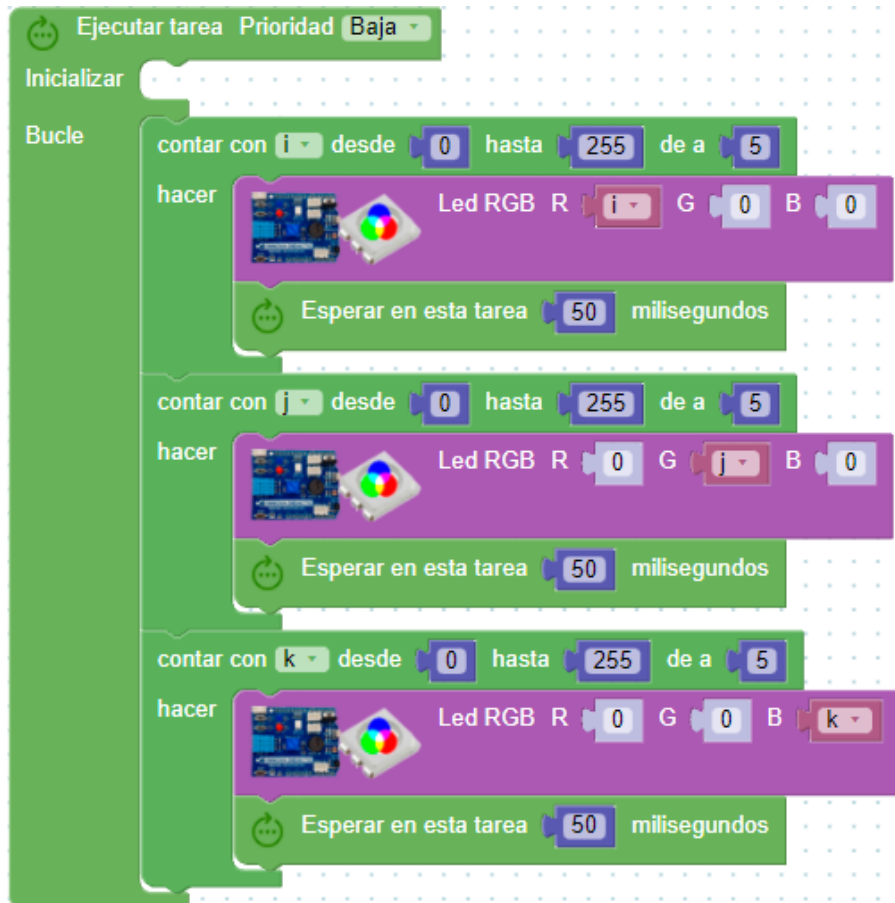 Ejecutar tarea Prioridad Baja
Inicializar
Bucle
contar con i desde 0 hasta 255 de a 5
hacer
Led RGB R i G 0 B 0
Esperar en esta tarea 50 milisegundos
contar con j desde 0 hasta 255 de a 5
hacer
Led RGB R 0 G j B 0
Esperar en esta tarea 50 milisegundos
contar con k desde 0 hasta 255 de a 5
hacer
Led RGB R 0 G 0 B k
Esperar en esta tarea 50 milisegundos